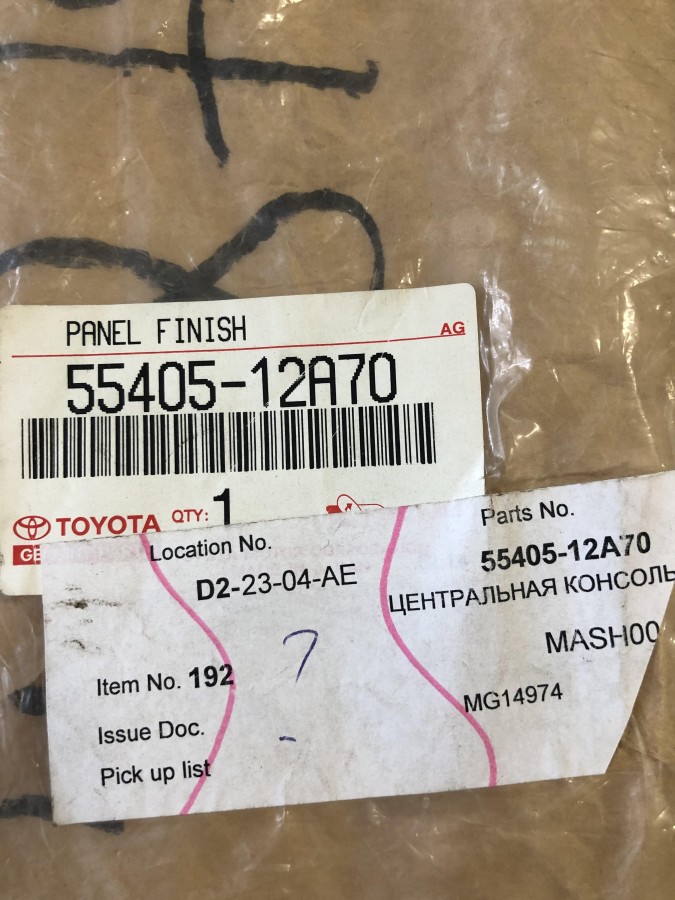 PANEL FINISH
AG
55405-12A70
TOYOTA QTY: 1
GE
Location No.
D2-23-04-AE
Parts No.
55405-12A70
ЦЕНТРАЛЬНАЯ КОНСОЛЬ
MASH00
?
Item No. 192
MG14974
Issue Doc.
Pick up list